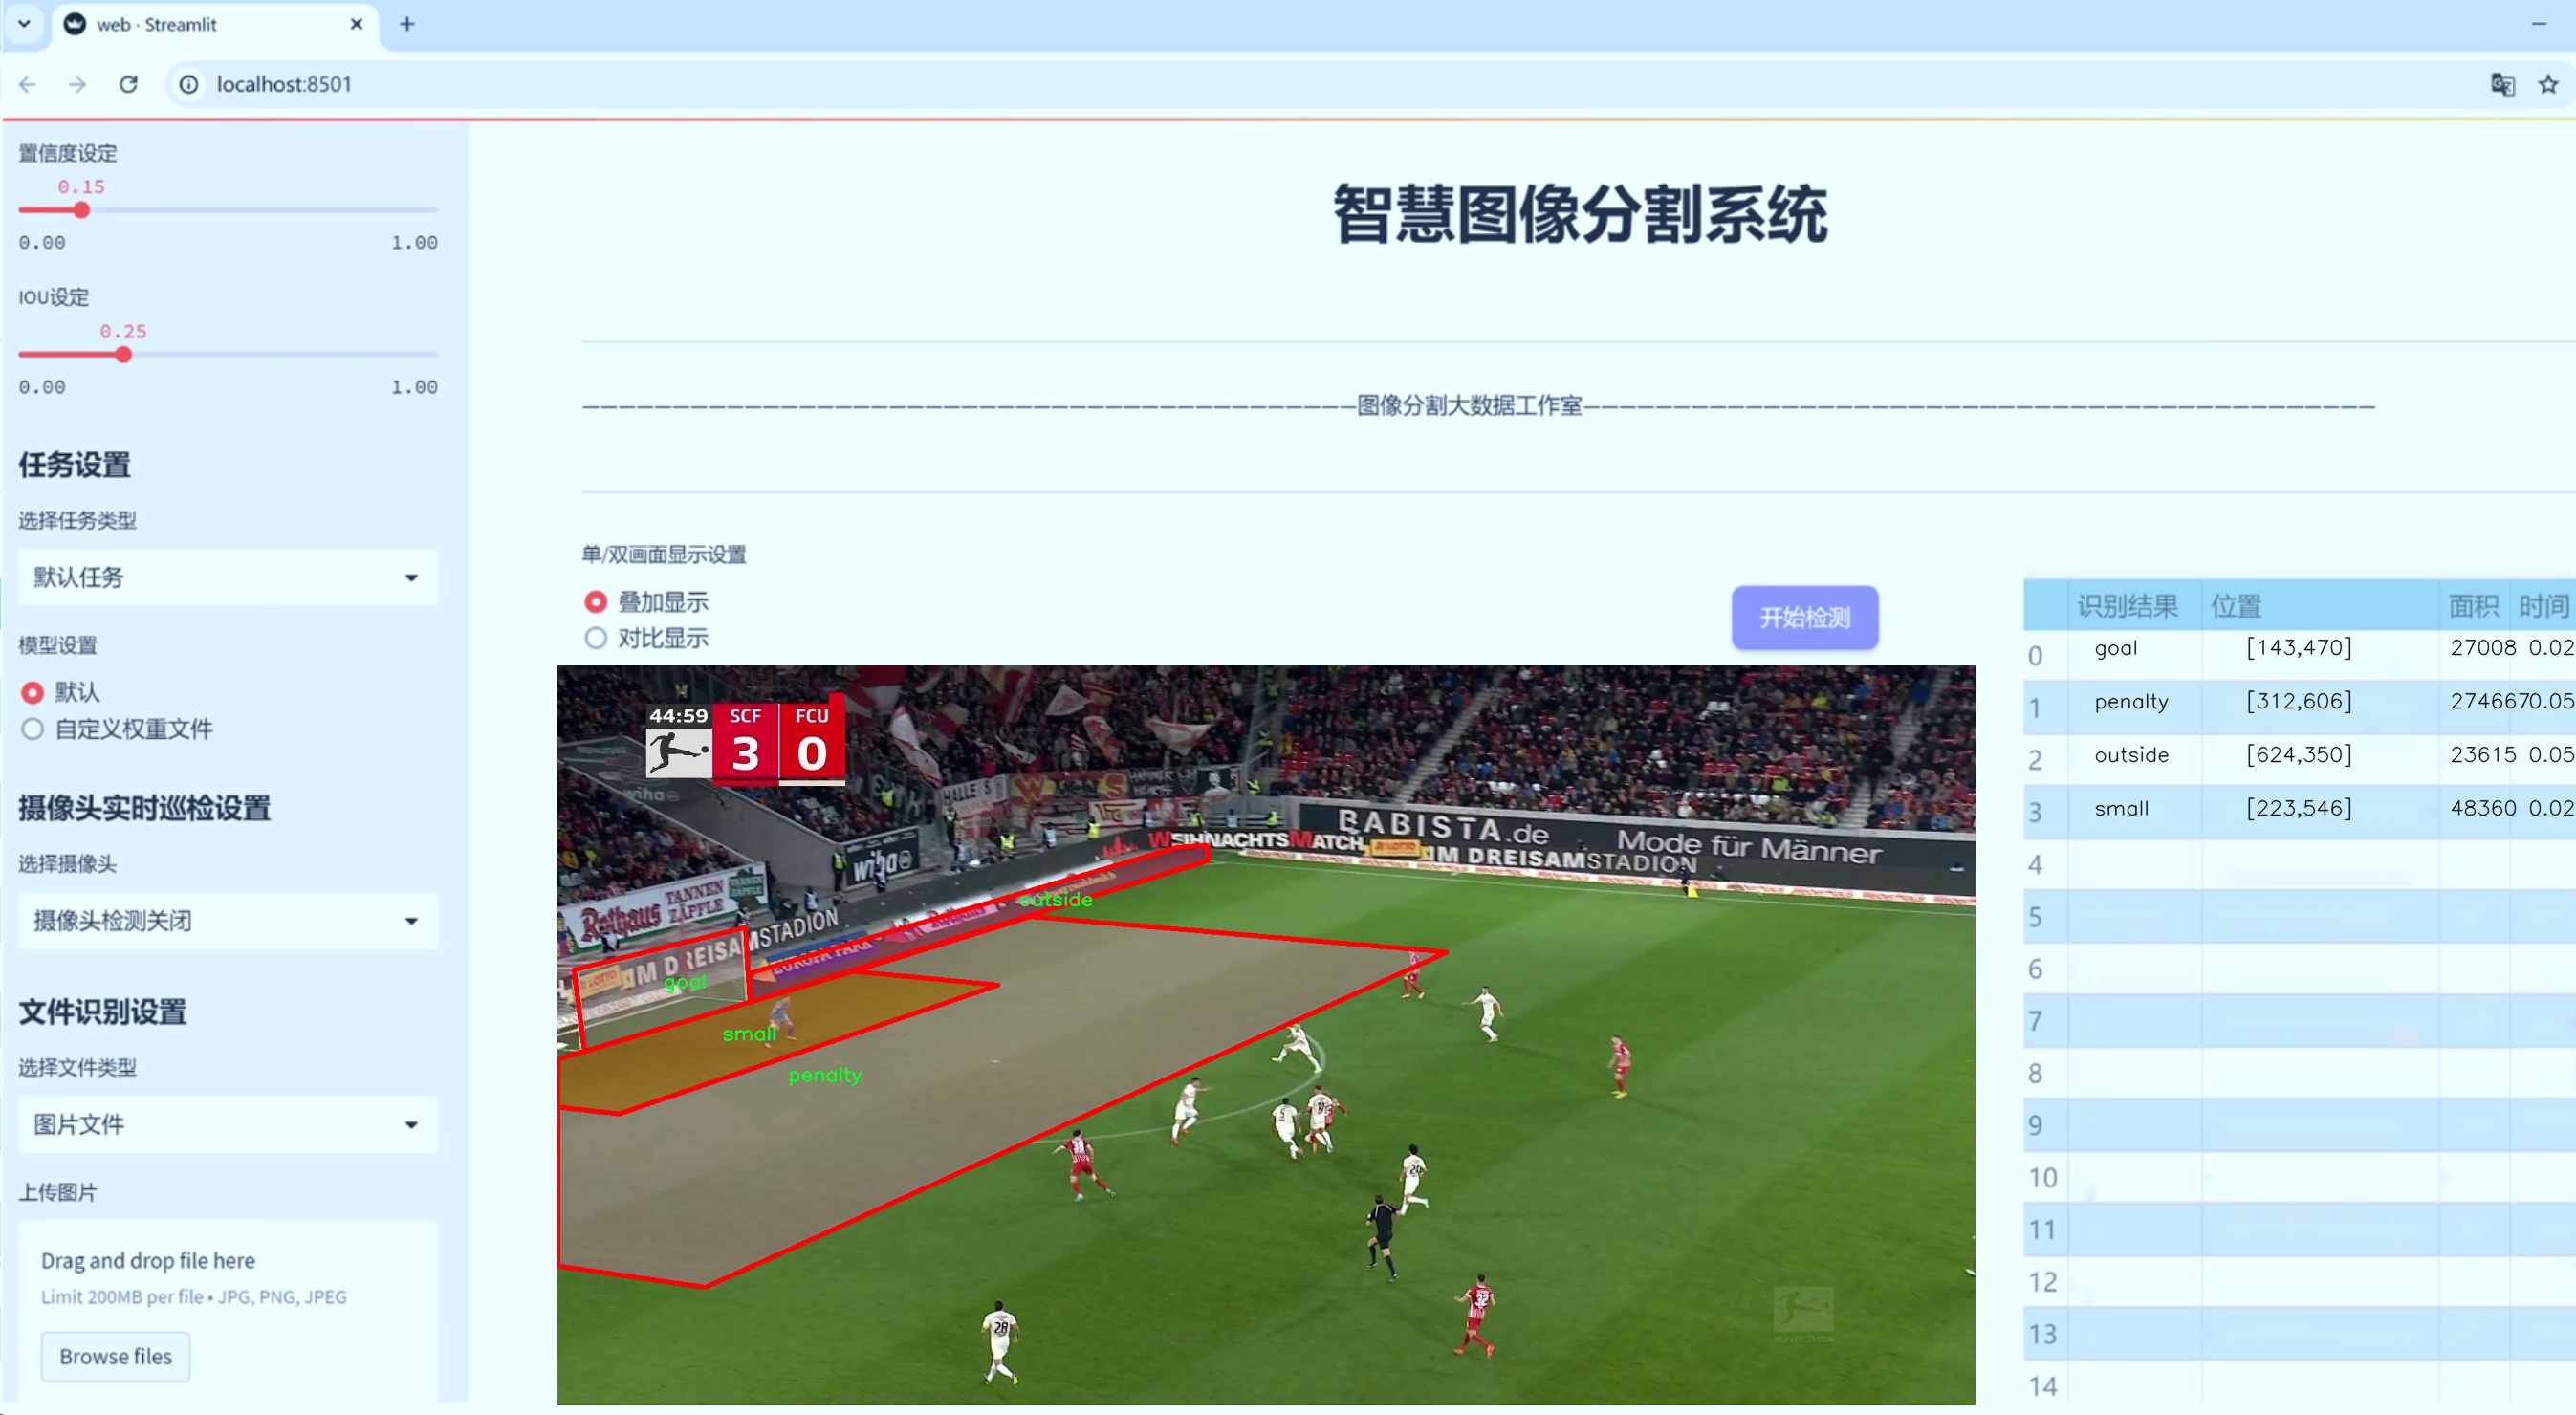 web · Streamlit
localhost:8501
置信度设定
0.15
0.00 1.00
IOU设定
0.25
0.00 1.00
任务设置
选择任务类型
默认任务
模型设置
默认
自定义权重文件
摄像头实时巡检设置
选择摄像头
摄像头检测关闭
文件识别设置
选择文件类型
图片文件
上传图片
Drag and drop file here
Limit 200MB per file • JPG, PNG, JPEG
Browse files
智慧图像分割系统
图像分割大数据工作室
单/双画面显示设置
叠加显示
对比显示
开始检测
44:59 SCF FCU
3 0
wiha
HALLE
WEIHNACHTSMATCH
BABISTA.de
Mode für Männer
LOTTO IM DREISAMSTADION
wiha
TANNEN
ZÄPFLE
Rothaus
LOTTO IM DREISAMSTADION
EUROPA PARK
outside
goal
small
penalty
28
32
识别结果 位置 面积 时间
0 goal [143,470] 27008 0.02
1 penalty [312,606] 2746670.05
2 outside [624,350] 23615 0.05
3 small [223,546] 48360 0.02
4
5
6
7
8
9
10
11
12
13
14